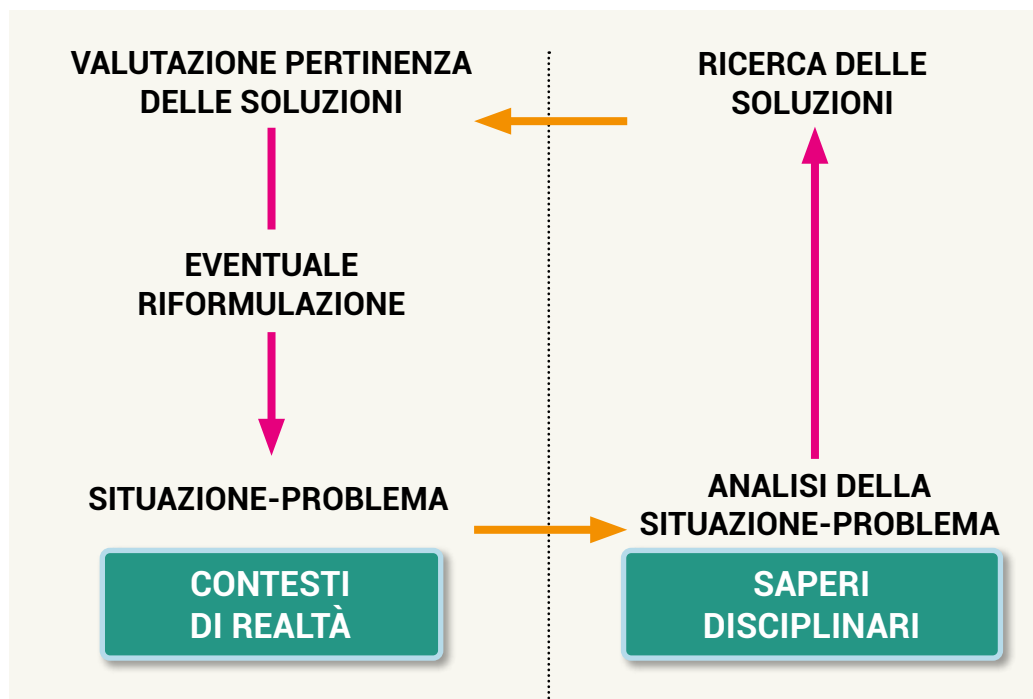 VALUTAZIONE PERTINENZA
DELLE SOLUZIONI
RICERCA DELLE
SOLUZIONI
EVENTUALE
RIFORMULAZIONE
SITUAZIONE-PROBLEMA
ANALISI DELLA
SITUAZIONE-PROBLEMA
CONTESTI
DI REALTÀ
SAPERI
DISCIPLINARI